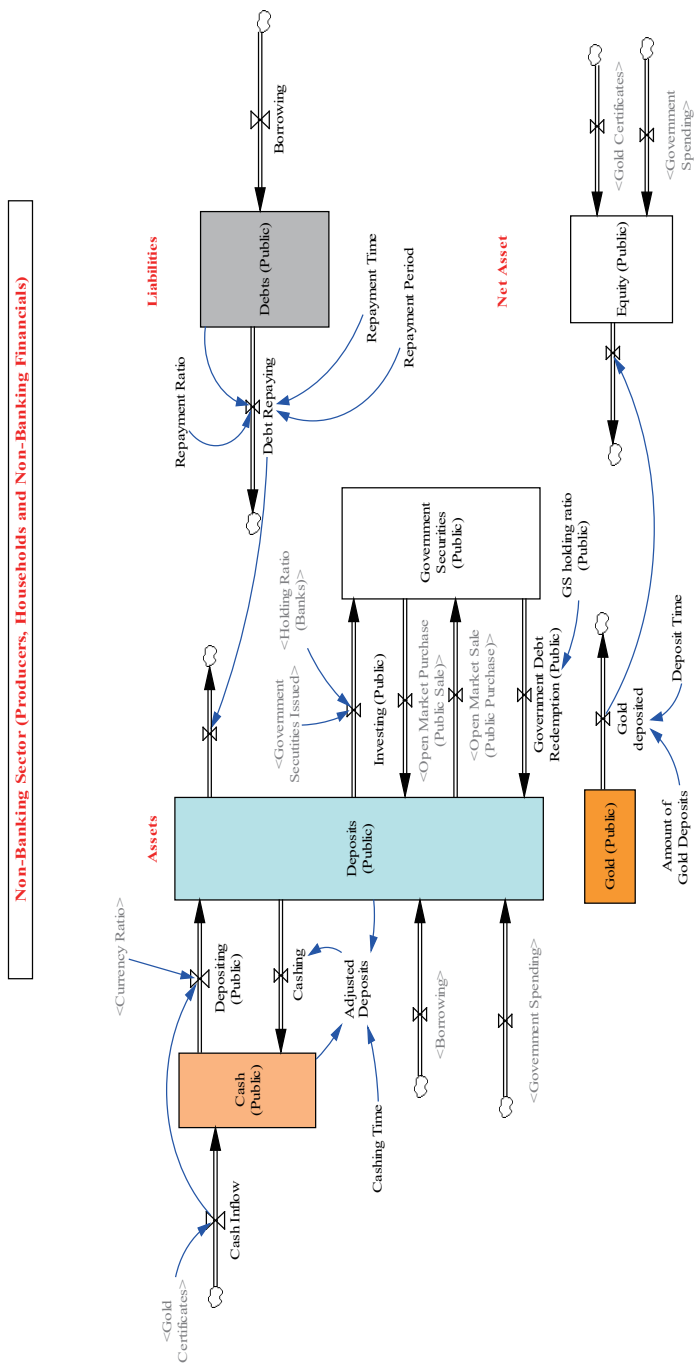 Non-Banking Sector (Producers, Households and Non-Banking Financials)
Assets
Liabilities
<Gold
Certificates>
Cash Inflow
Cash
(Public)
<Currency Ratio>
Depositing
(Public)
Cashing
Adjusted
Deposits
Cashing Time
<Borrowing>
<Government Spending>
Deposits
(Public)
<Government
Secutities Issued>
<Holding Ratio
(Banks)>
Investing (Public)
<Open Market Purchase
(Public Sale)>
<Open Market Sale
(Public Purchase)>
Government Debt
Redemption (Public)
GS holding ratio
(Public)
Government
Securities
(Public)
Repayment Ratio
Debt Repaying
Repayment Time
Repayment Period
Debts (Public)
Borrowing
Net Asset
Gold (Public)
Gold
deposited
Amount of
Gold Deposits
Deposit Time
Equity (Public)
<Gold Certificates>
<Government
Spending>